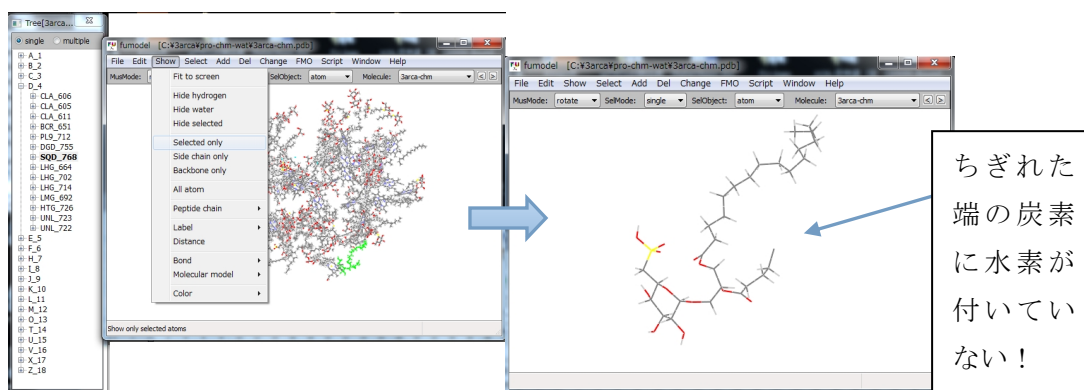 Tree[3arca...
single multiple
A_1
B_2
C_3
D_4
CLA_606
CLA_605
CLA_611
BCR_651
PL9_712
DGD_755
SQD_768
LHG_664
LHG_702
LHG_714
LMG_692
HTG_726
UNL_723
UNL_722
E_5
F_6
H_7
I_8
J_9
K_10
L_11
M_12
O_13
T_14
U_15
V_16
X_17
Z_18
fumodel [C:¥3arca¥pro-chm-wat¥3arca-chm.pdb]
File Edit Show Select Add Del Change FMO Script Window Help
MusMode: SelObject: atom Molecule: 3arca-chm < >
Fit to screen
Hide hydrogen
Hide water
Hide selected
Selected only
Side chain only
Backbone only
All atom
Peptide chain
Label
Distance
Bond
Molecular model
Color
Show only selected atoms
fumodel [C:¥3arca¥pro-chm-wat¥3arca-chm.pdb]
File Edit Show Select Add Del Change FMO Script Window Help
MusMode: rotate SelMode: single SelObject: atom Molecule: 3arca-chm < >
ちぎれた
端の炭素
に水素が
付いてい
ない！